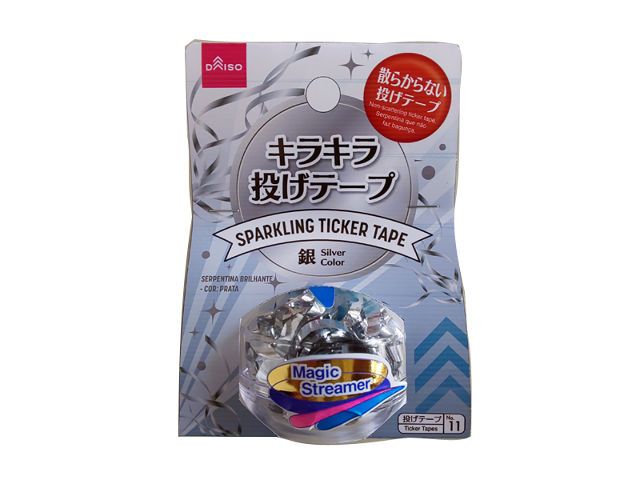 DAISO
散らからない
投げテープ
Non-scattering ticker tape.
Serpentina que não
faz bagunça.
キラキラ
投げテープ
SPARKLING TICKER TAPE
銀 Silver Color
SERPENTINA BRILHANTE
- COR: PRATA
Magic
Streamer
投げテープ No.
Ticker Tapes 11